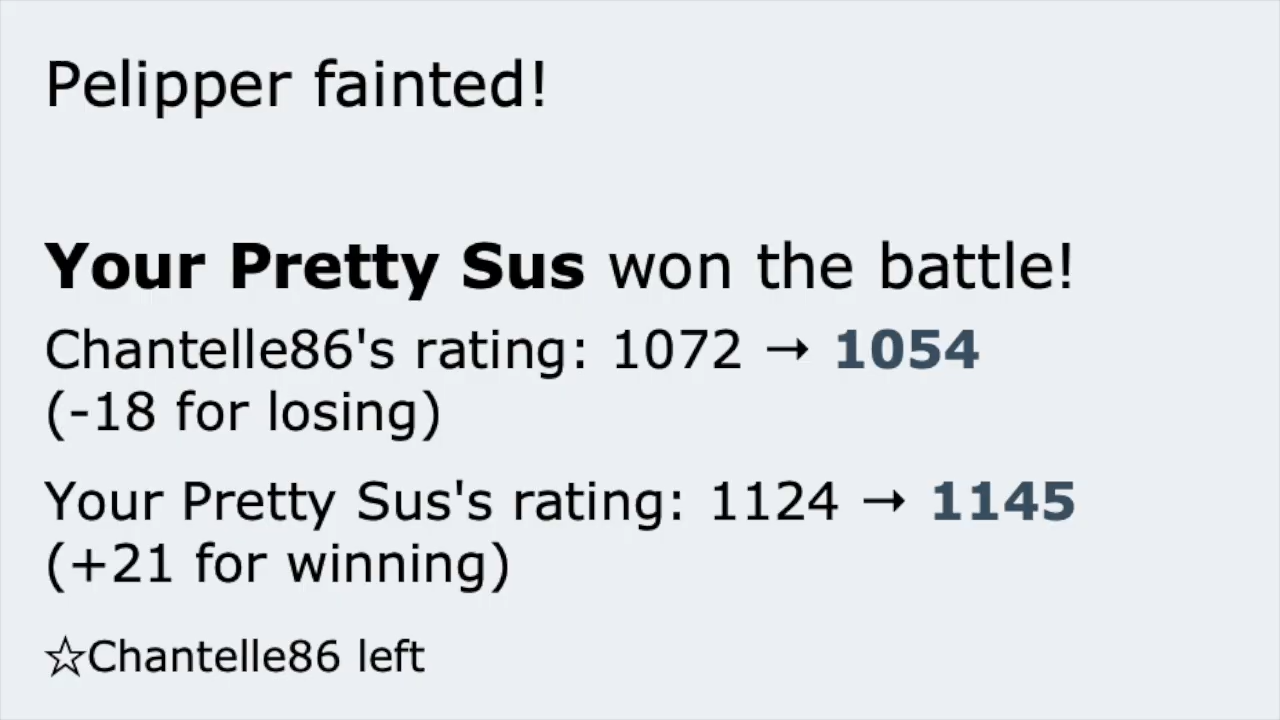 Pelipper fainted!
Your Pretty Sus won the battle!
Chantelle86's rating: 1072 → 1054
(-18 for losing)
Your Pretty Sus's rating: 1124 → 1145
(+21 for winning)
☆Chantelle86 left